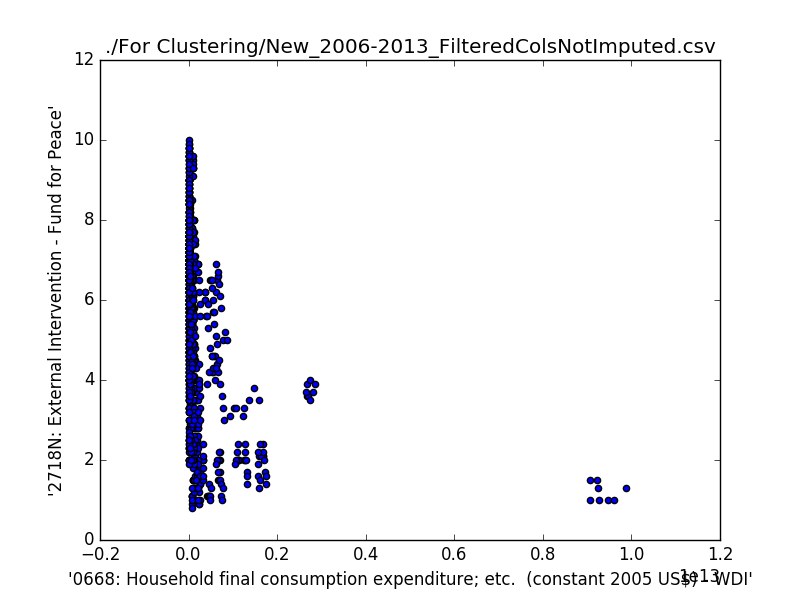 ./For Clustering/New_2006-2013_FilteredColsNotImputed.csv
12
10
8
6
4
2
0
'2718N: External Intervention - Fund for Peace'
−0.2 0.0 0.2 0.4 0.6 0.8 1.0 1.2
1e13
'0668: Household final consumption expenditure; etc. (constant 2005 US$) - WDI'